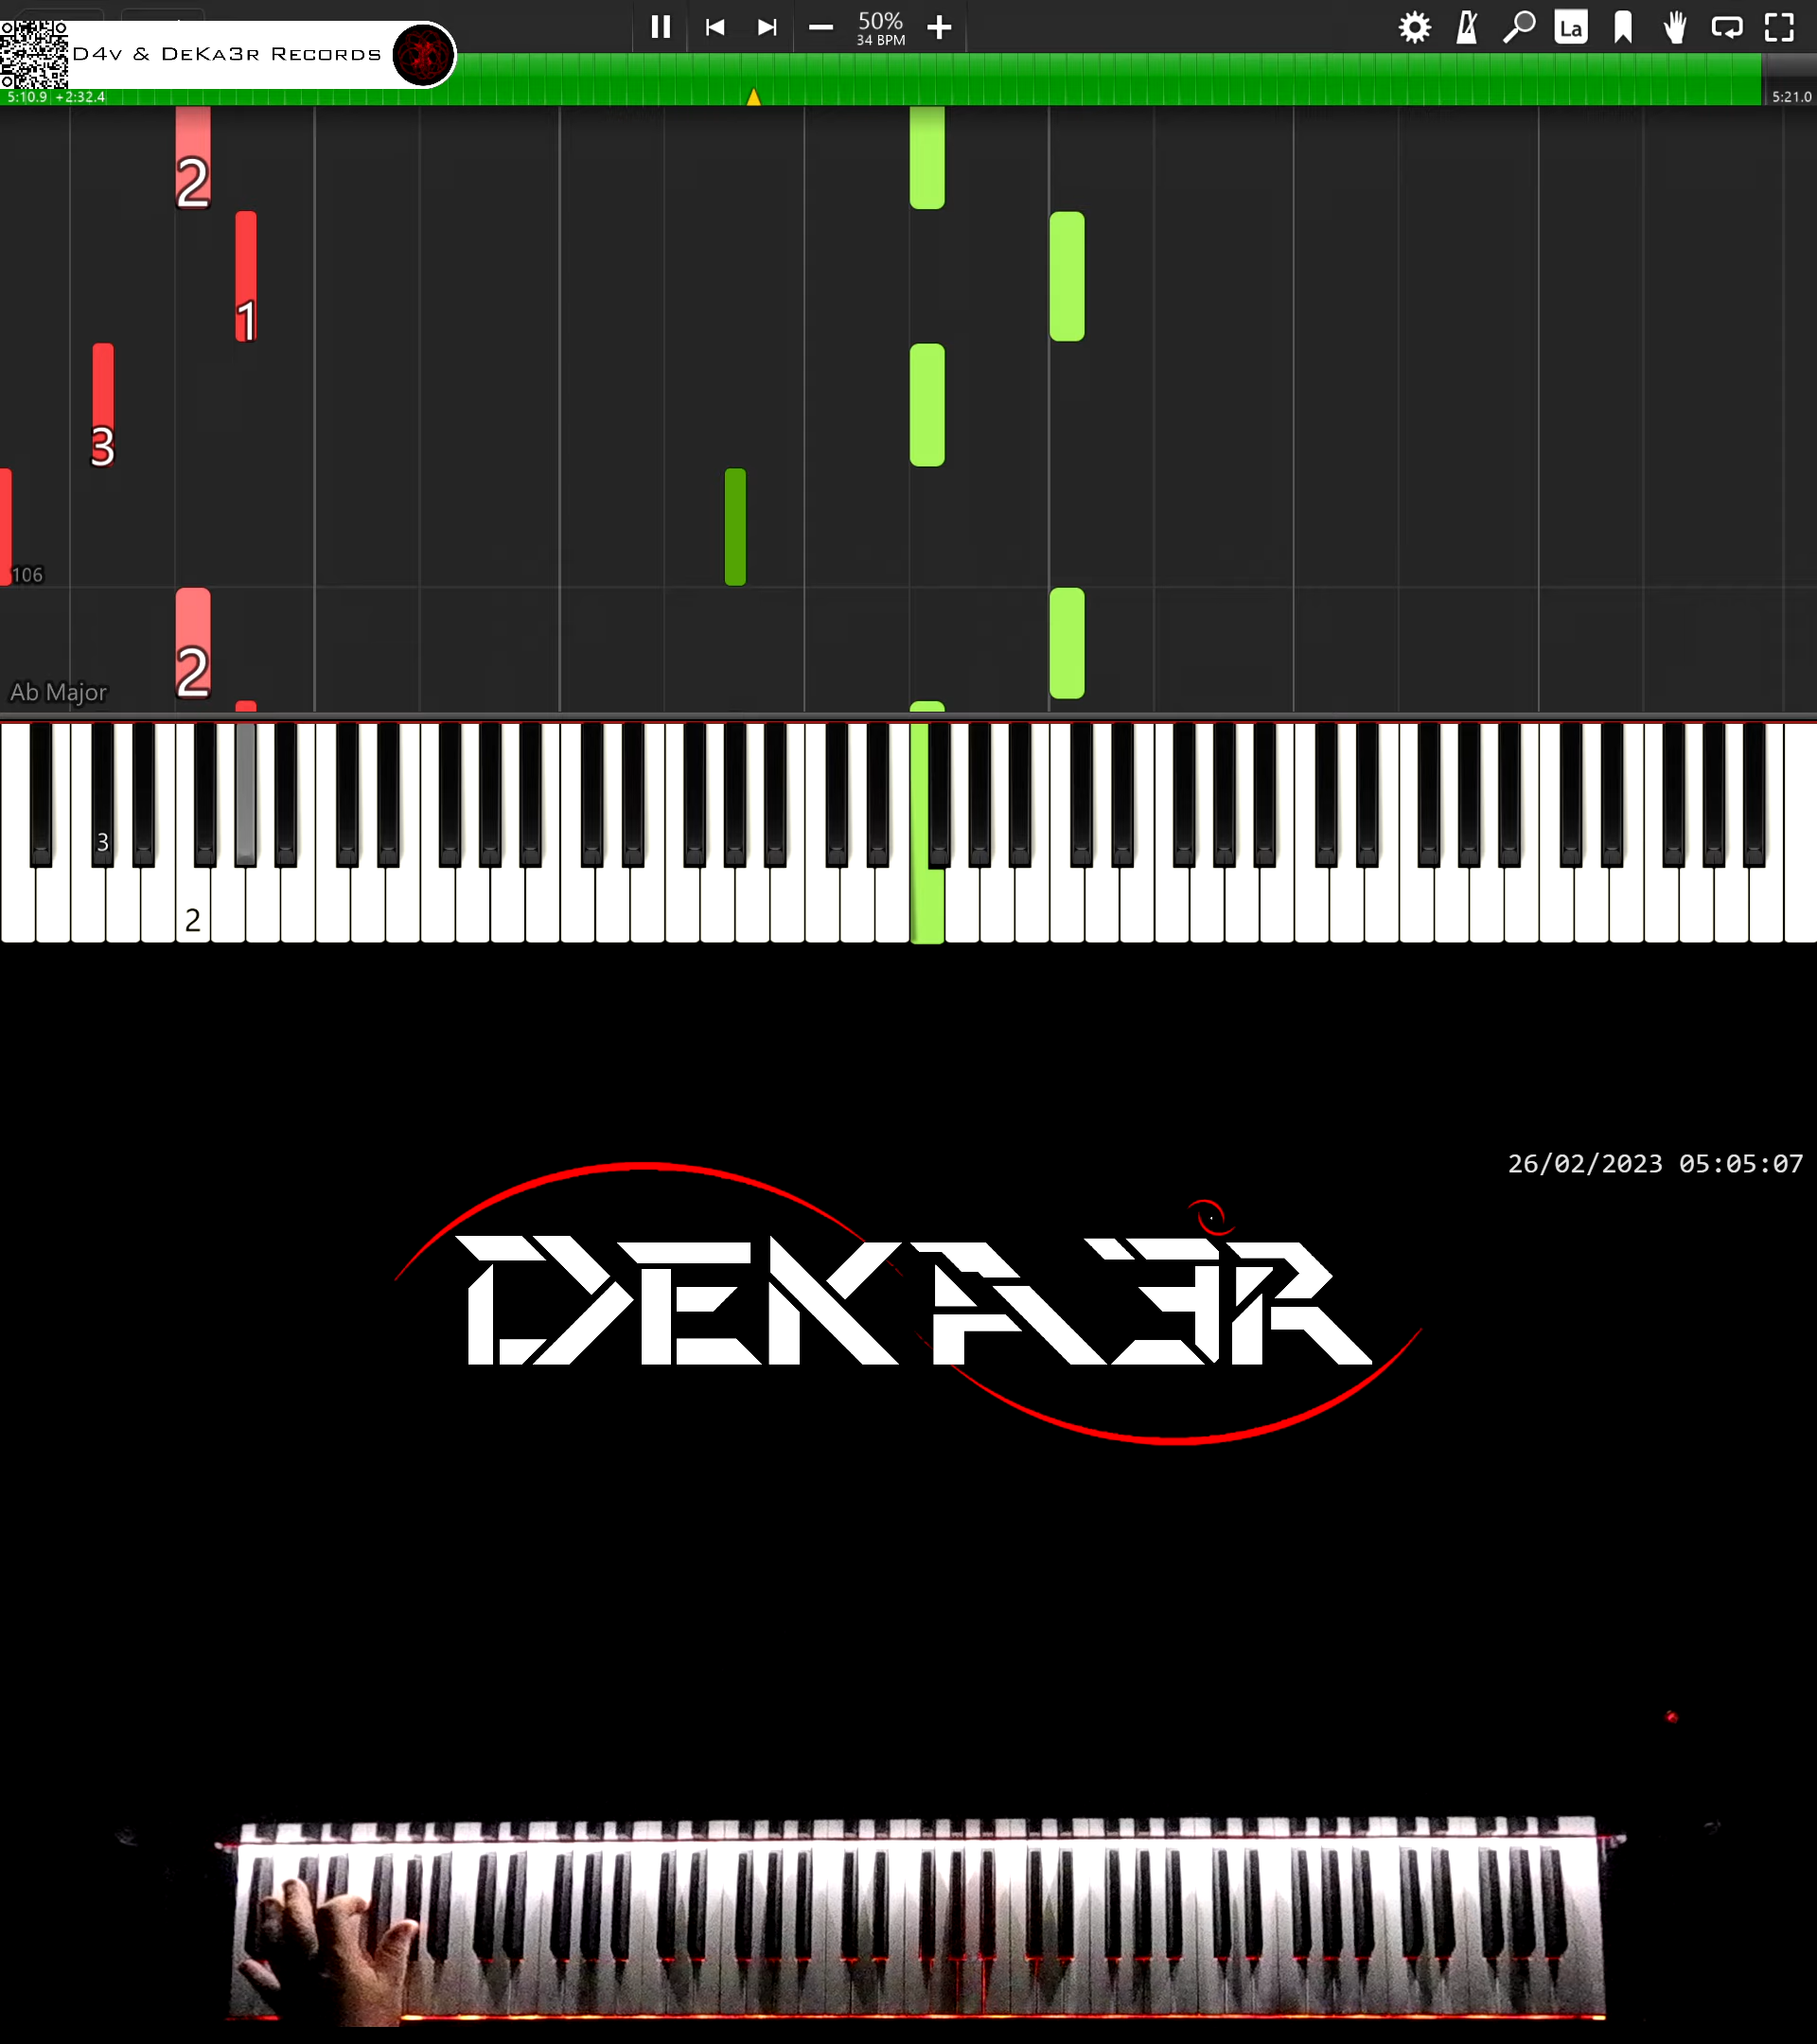 50%
34 BPM
La
D4v & DeKa3r Records
5:10.9 +2:32.4
5:21.0
2
1
3
106
2
Ab Major
3
2
26/02/2023 05:05:07
DEKA3R